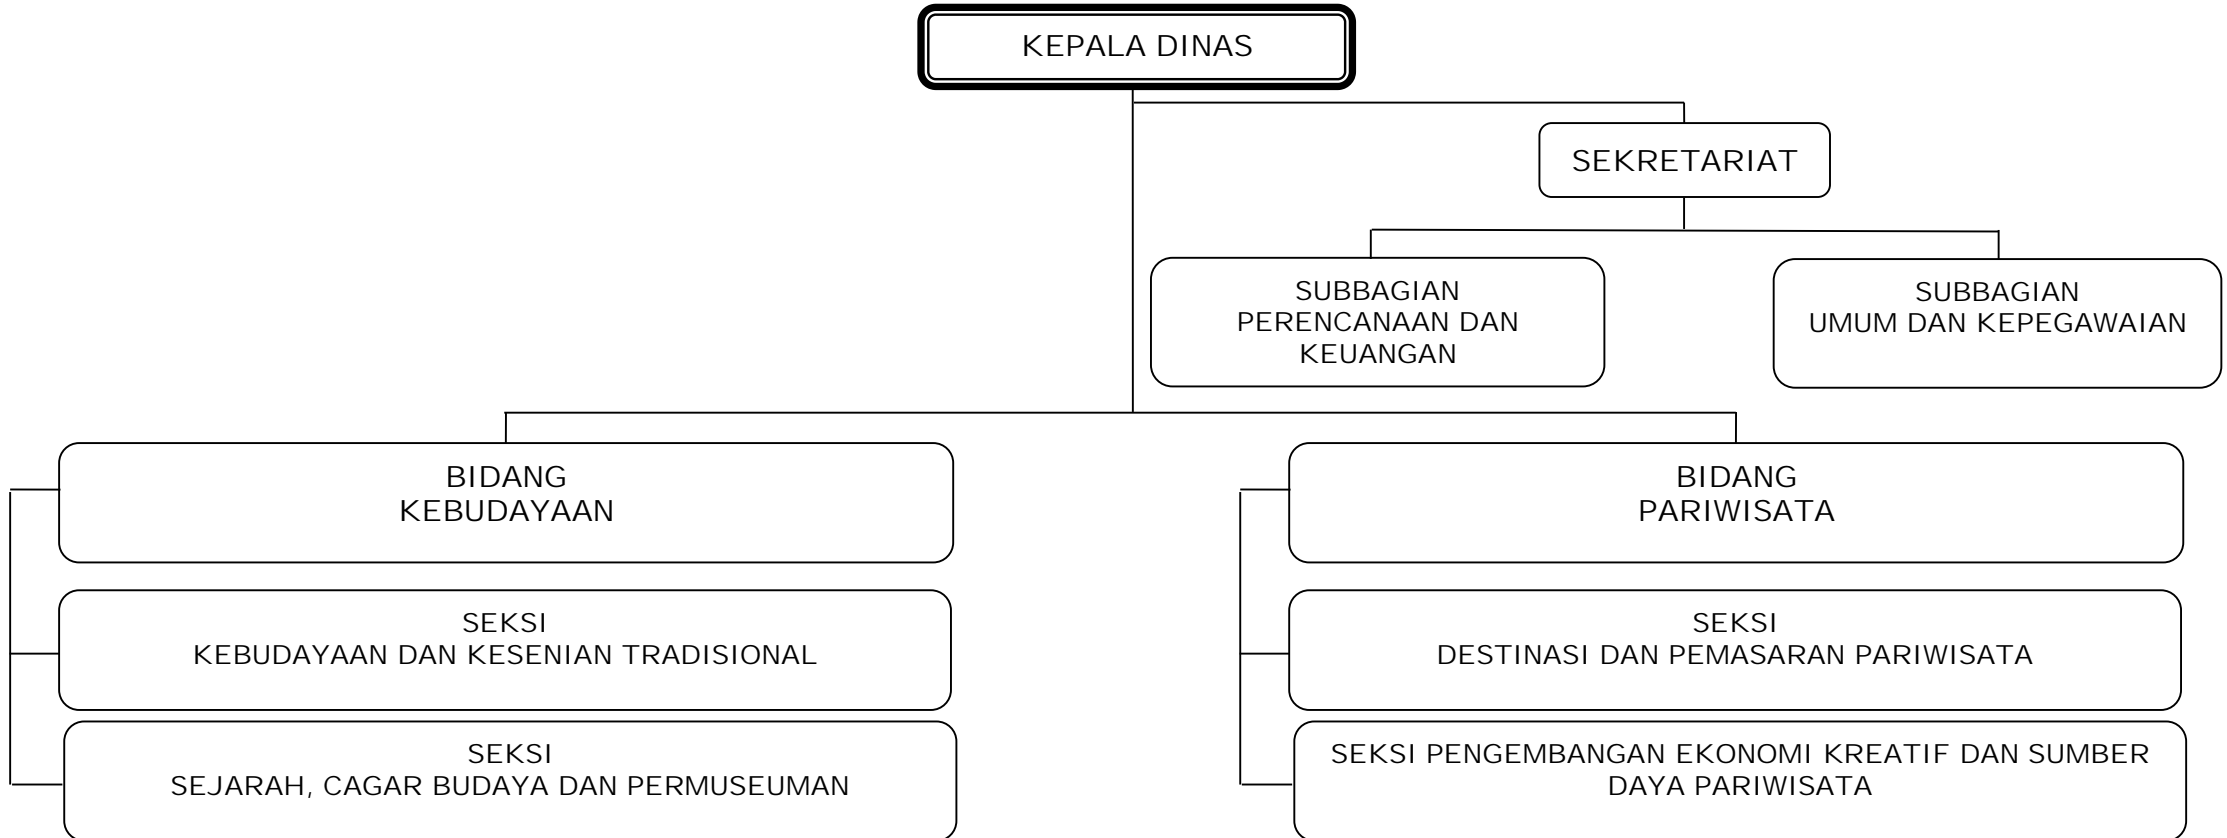 KEPALA DINAS
SEKRETARIAT
SUBBAGIAN
PERENCANAAN DAN
KEUANGAN
SUBBAGIAN
UMUM DAN KEPEGAWAIAN
BIDANG
KEBUDAYAAN
BIDANG
PARIWISATA
SEKSI
KEBUDAYAAN DAN KESENIAN TRADISIONAL
SEKSI
DESTINASI DAN PEMASARAN PARIWISATA
SEKSI
SEJARAH, CAGAR BUDAYA DAN PERMUSEUMAN
SEKSI PENGEMBANGAN EKONOMI KREATIF DAN SUMBER
DAYA PARIWISATA